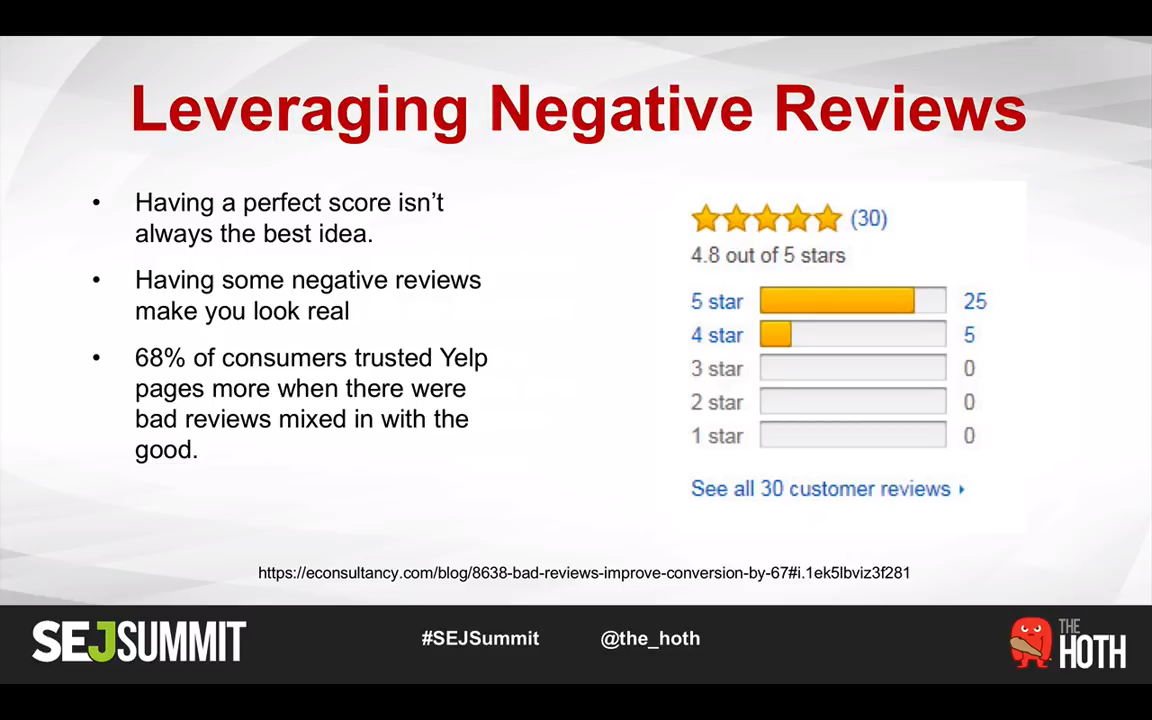 Leveraging Negative Reviews
• Having a perfect score isn't
always the best idea.
• Having some negative reviews
make you look real
• 68% of consumers trusted Yelp
pages more when there were
bad reviews mixed in with the
good.
(30)
4.8 out of 5 stars
5 star 25
4 star 5
3 star 0
2 star 0
1 star 0
See all 30 customer reviews
https://econsultancy.com/blog/8638-bad-reviews-improve-conversion-by-67#i.1ek5lbviz3f281
SEJSUMMIT
#SEJSummit @the_hoth
THE
HOTH